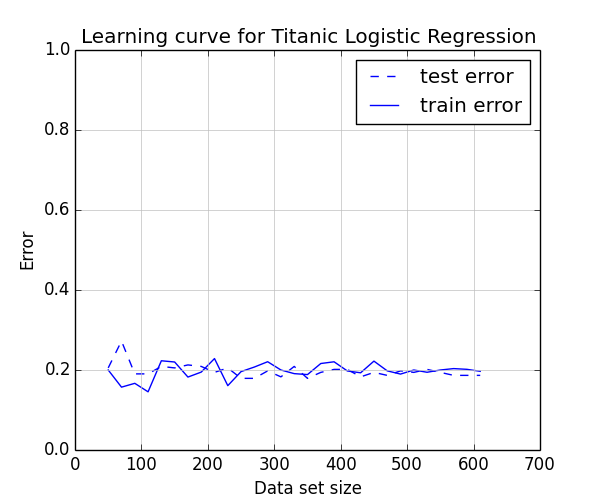 Learning curve for Titanic Logistic Regression
1.0
0.8
0.6
0.4
0.2
0.0
Error
test error
train error
0 100 200 300 400 500 600 700
Data set size